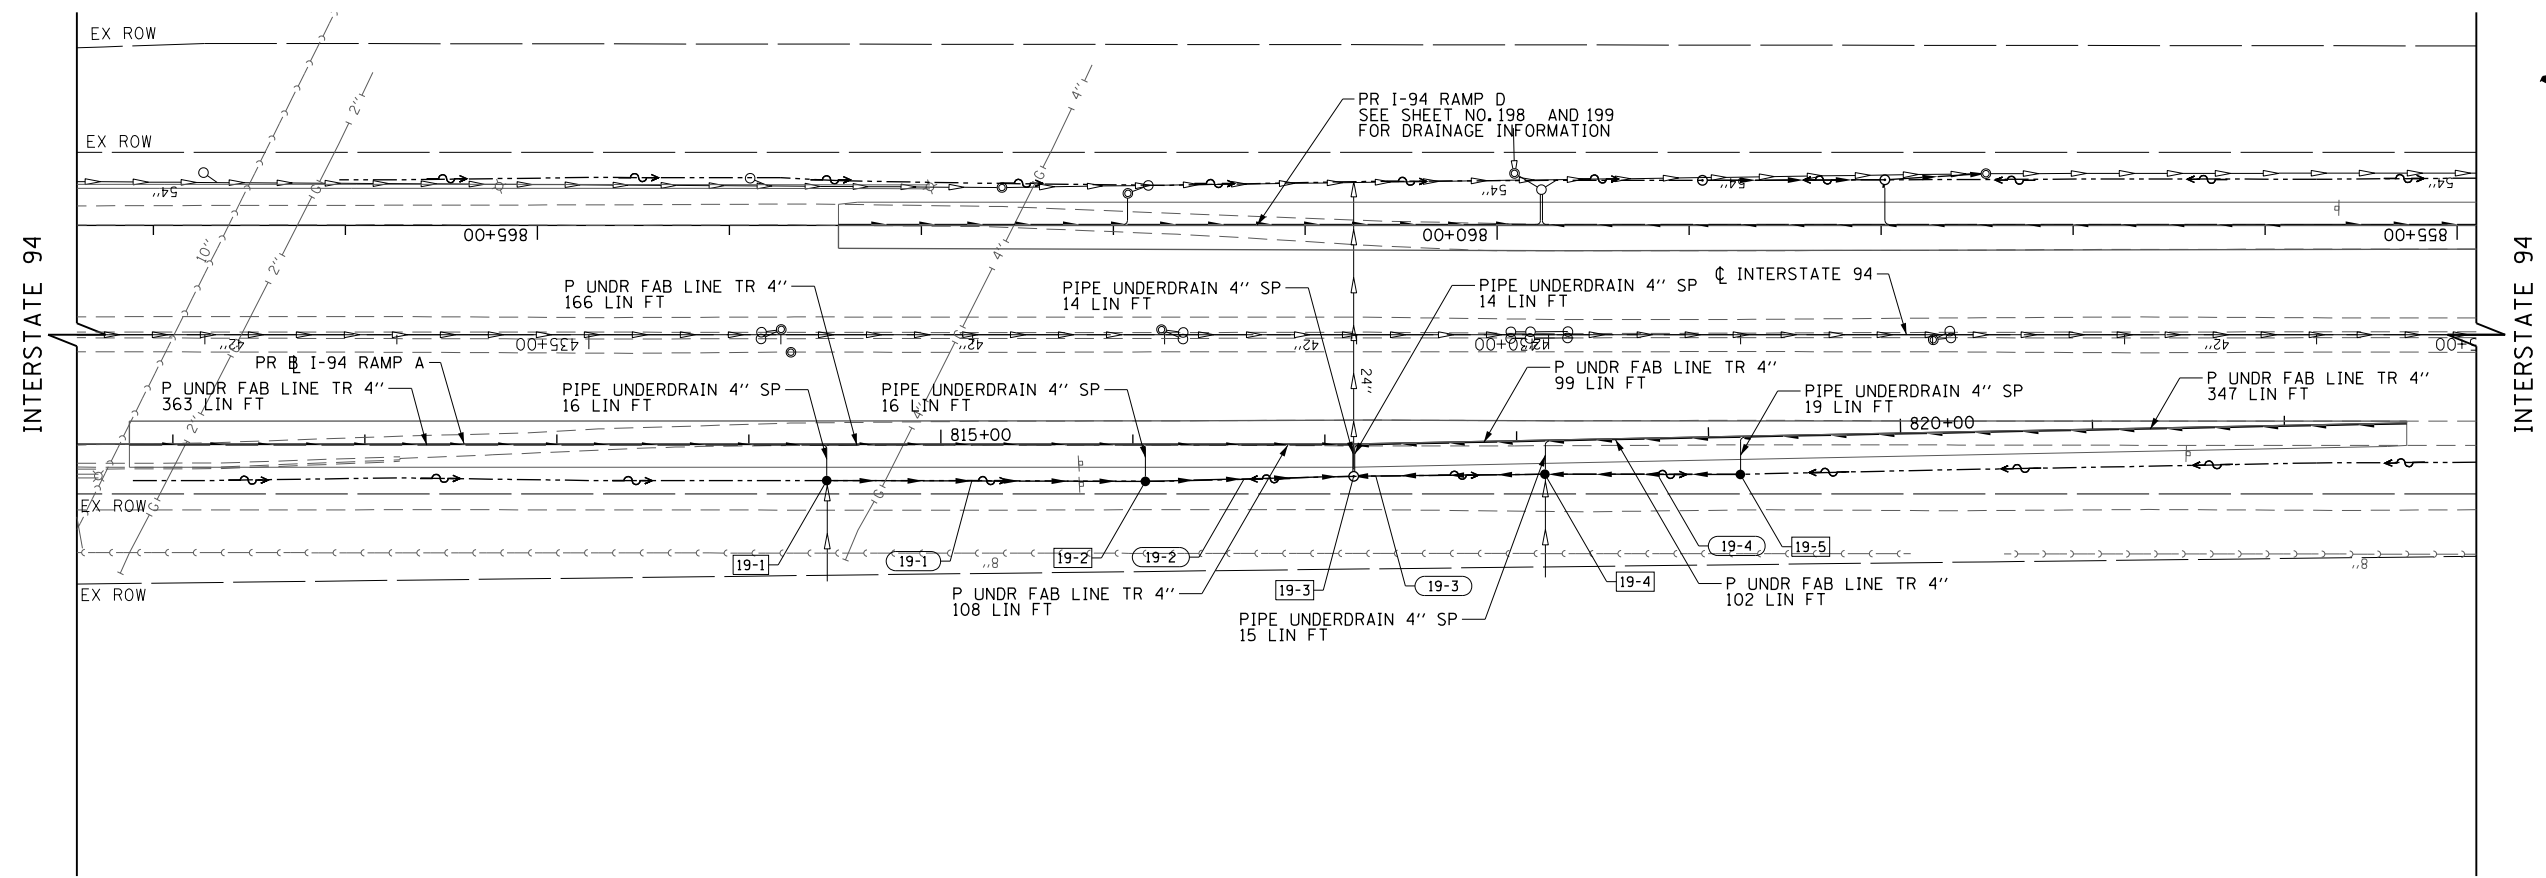 EX ROW
EX ROW
PR I-94 RAMP D
SEE SHEET NO. 198 AND 199
FOR DRAINAGE INFORMATION
2''
4''
G
G
54''
54''
54''
54''
10''
2''
4''
865+00
860+00
855+00
INTERSTATE 94
INTERSTATE 94
P UNDR FAB LINE TR 4''
166 LIN FT
PIPE UNDERDRAIN 4'' SP
14 LIN FT
PIPE UNDERDRAIN 4'' SP
14 LIN FT
℄ INTERSTATE 94
42''
435+00
42''
42''
42''
PR ℄ I-94 RAMP A
P UNDR FAB LINE TR 4''
363 LIN FT
PIPE UNDERDRAIN 4'' SP
16 LIN FT
PIPE UNDERDRAIN 4'' SP
16 LIN FT
24''
P UNDR FAB LINE TR 4''
99 LIN FT
PIPE UNDERDRAIN 4'' SP
19 LIN FT
P UNDR FAB LINE TR 4''
347 LIN FT
2''
4''
815+00
820+00
EX ROW
G
G
19-1
19-1
8''
19-2
19-2
19-4
19-5
8''
EX ROW
P UNDR FAB LINE TR 4''
108 LIN FT
19-3
19-3
19-4
P UNDR FAB LINE TR 4''
102 LIN FT
PIPE UNDERDRAIN 4'' SP
15 LIN FT